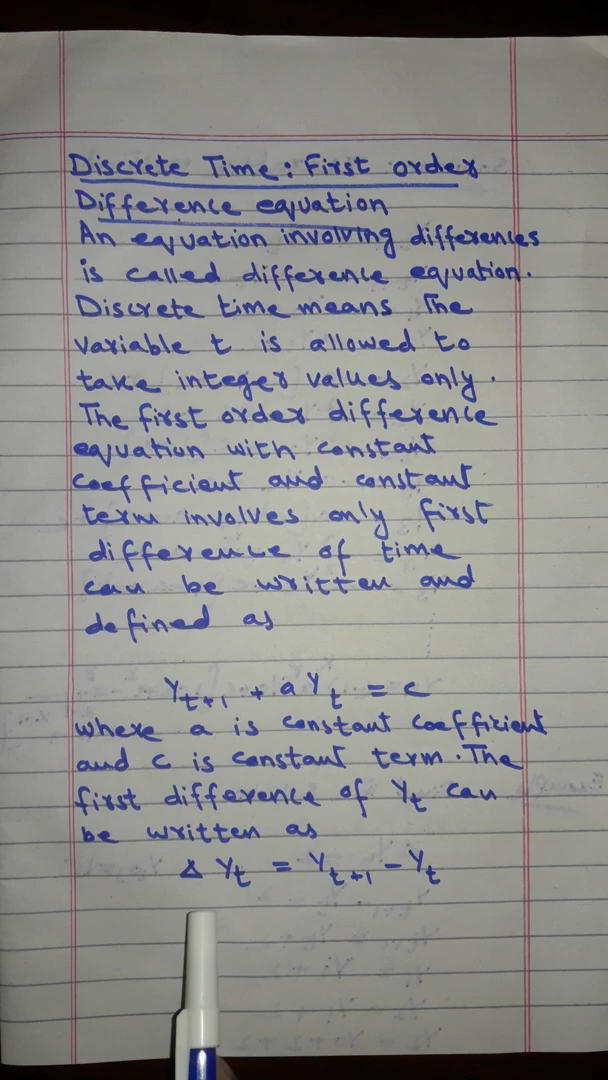 Discrete Time : First order
Difference equation
An equation involving differences
is called difference equation.
Discrete time means The
variable t is allowed to
take integer values only.
The first order difference
equation with constant
coefficient and constant
term involves only first
difference of time
can be written and
defined as
Yt+1 + a Yt = c
where a is constant coefficient
and c is constant term. The
first difference of Yt can
be written as
Δ Yt = Yt+1 - Yt